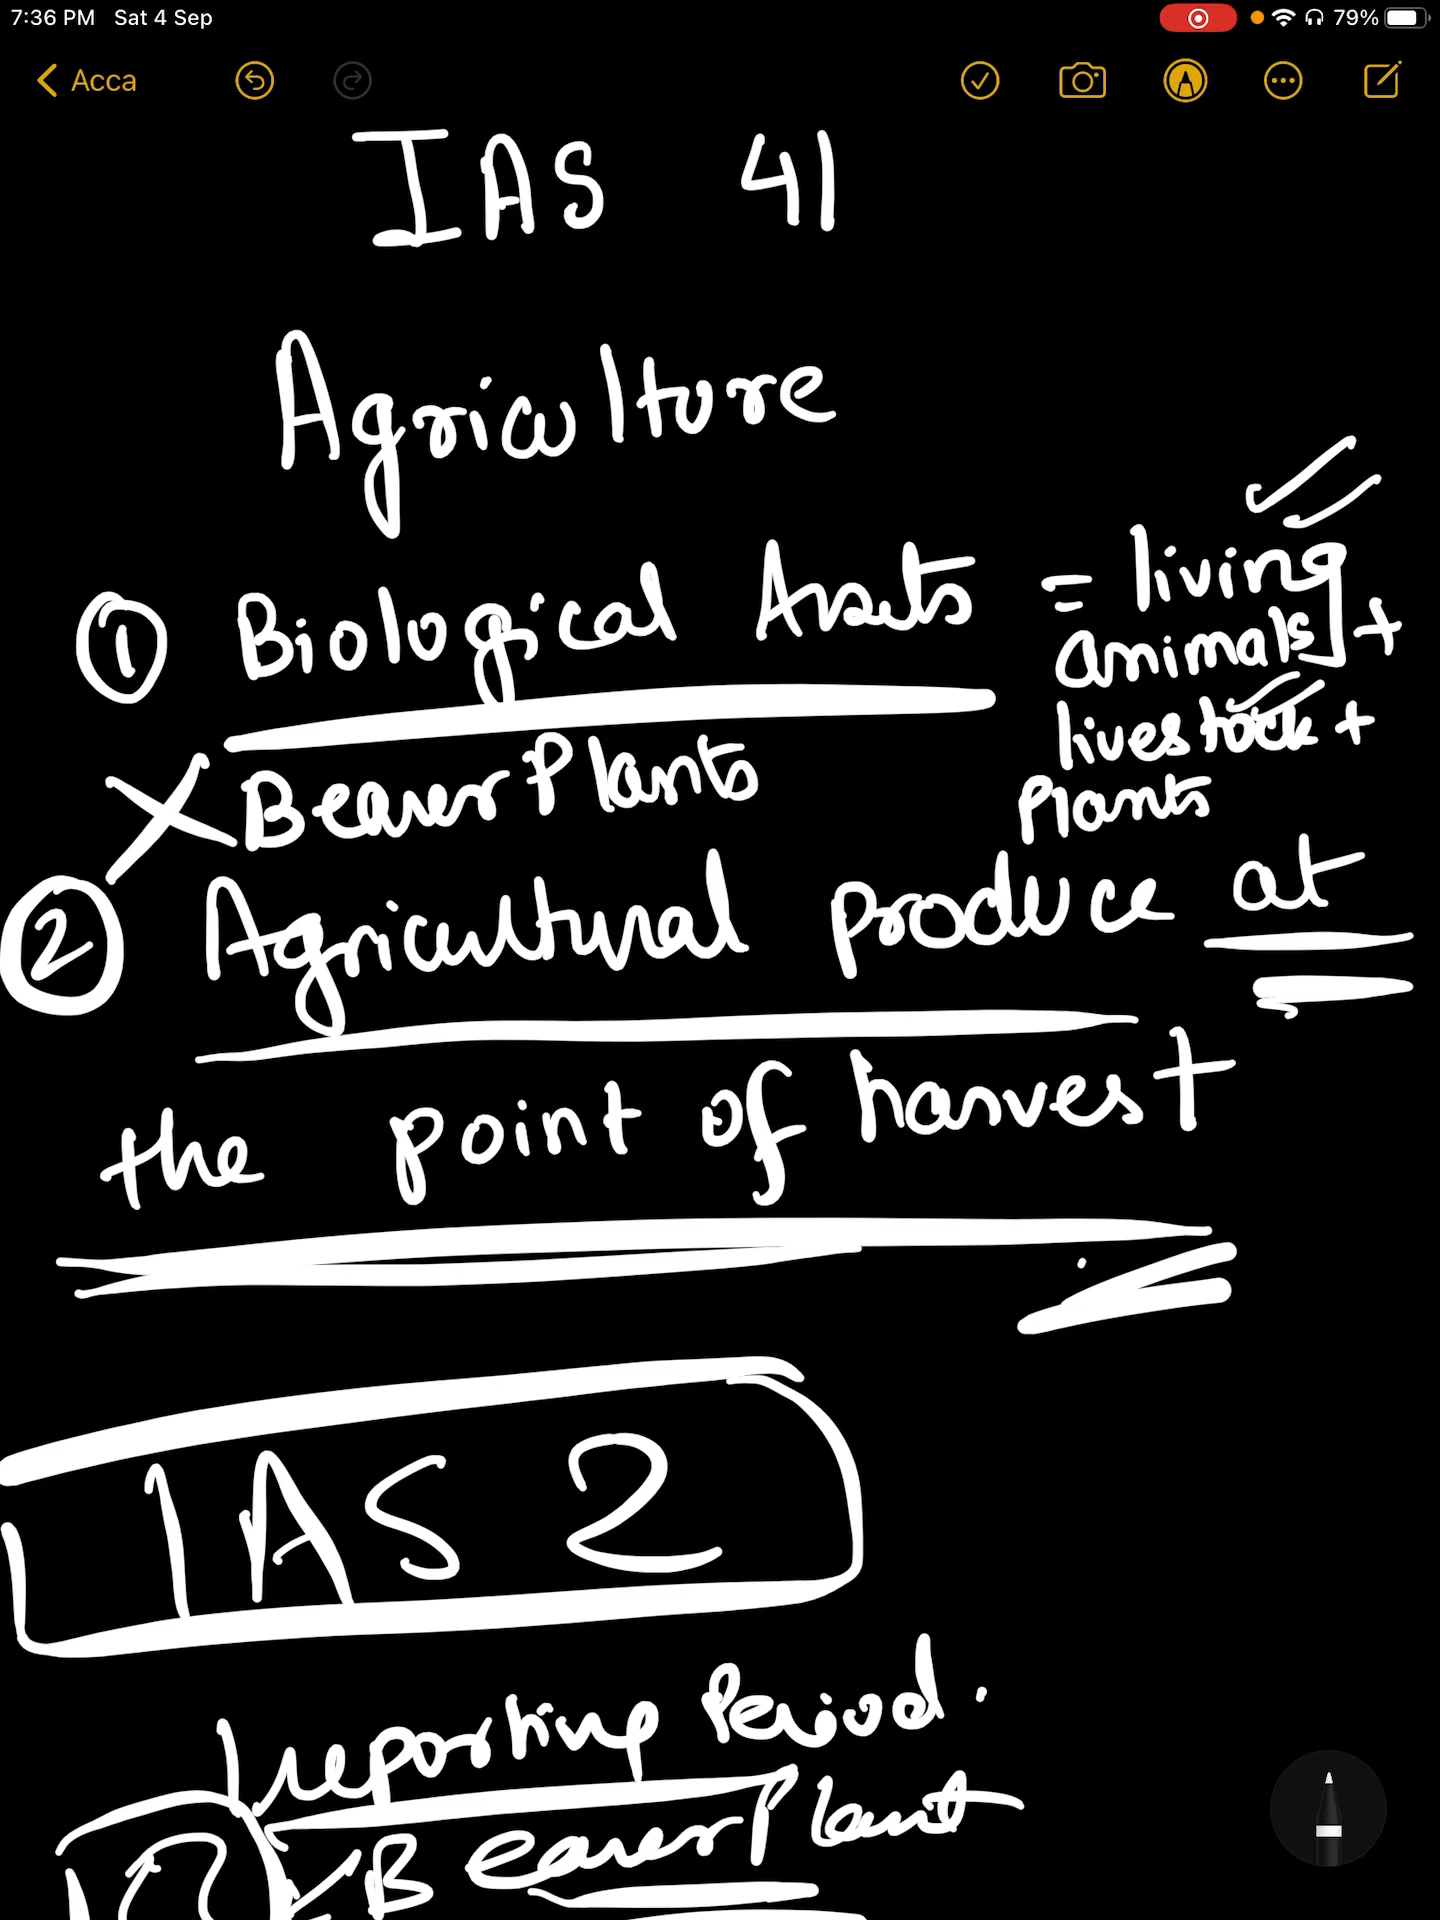 7:36 PM Sat 4 Sep 79%
Acca
IAS 41
Agriculture
1 Biological Assets = living
animals +
livestock +
Plants
X Bearer Plants
2 Agricultural produce at
the point of harvest
IAS 2
reporting Period.
Bearer Plant